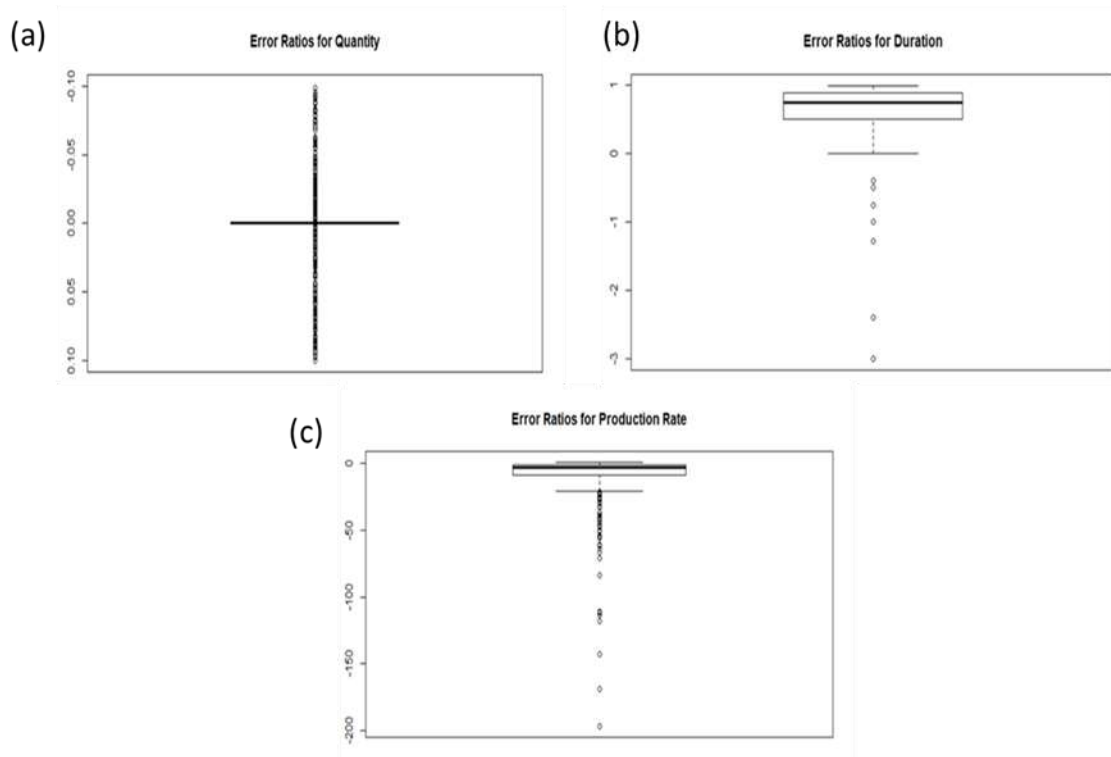 (a)
Error Ratios for Quantity
-0.10
-0.05
0.00
0.05
0.10
(b)
Error Ratios for Duration
1
0
-1
-2
-3
(c)
Error Ratios for Production Rate
0
-50
-100
-150
-200